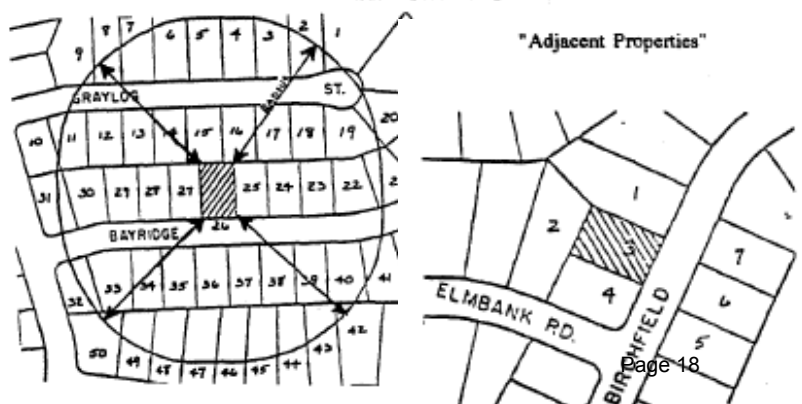 "Adjacent Properties"
9 8 7 6 5 4 3 2 1
GRAYLOG ST.
RADIUS
10 11 12 13 14 15 16 17 18 19 20
31 30 29 28 27 25 24 23 22
26
BAYRIDGE
32 33 34 35 36 37 38 39 40 41
50 49 48 47 46 45 44 43 42
1
2 3
4
7
6
5
ELMBANK RD.
BIRCHFIELD
Page 18